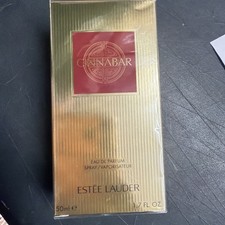 CINNABAR
EAU DE PARFUM
SPRAY/VAPORISATEUR
ESTĒE LAUDER
50ml ℮ 1.7 FL.OZ.